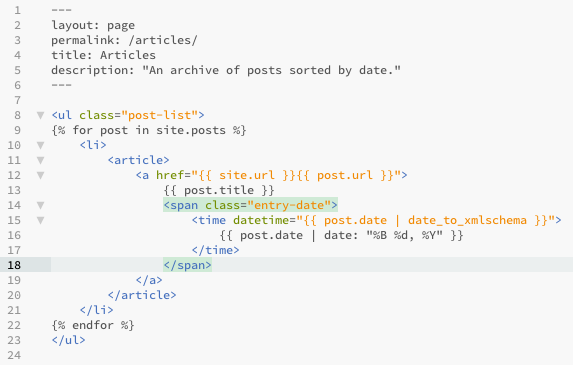 1 ---
2 layout: page
3 permalink: /articles/
4 title: Articles
5 description: "An archive of posts sorted by date."
6 ---
7
8 <ul class="post-list">
9 {% for post in site.posts %}
10     <li>
11         <article>
12             <a href="{{ site.url }}{{ post.url }}">
13                 {{ post.title }}
14                 <span class="entry-date">
15                     <time datetime="{{ post.date | date_to_xmlschema }}">
16                         {{ post.date | date: "%B %d, %Y" }}
17                     </time>
18                 </span>
19             </a>
20         </article>
21     </li>
22 {% endfor %}
23 </ul>
24